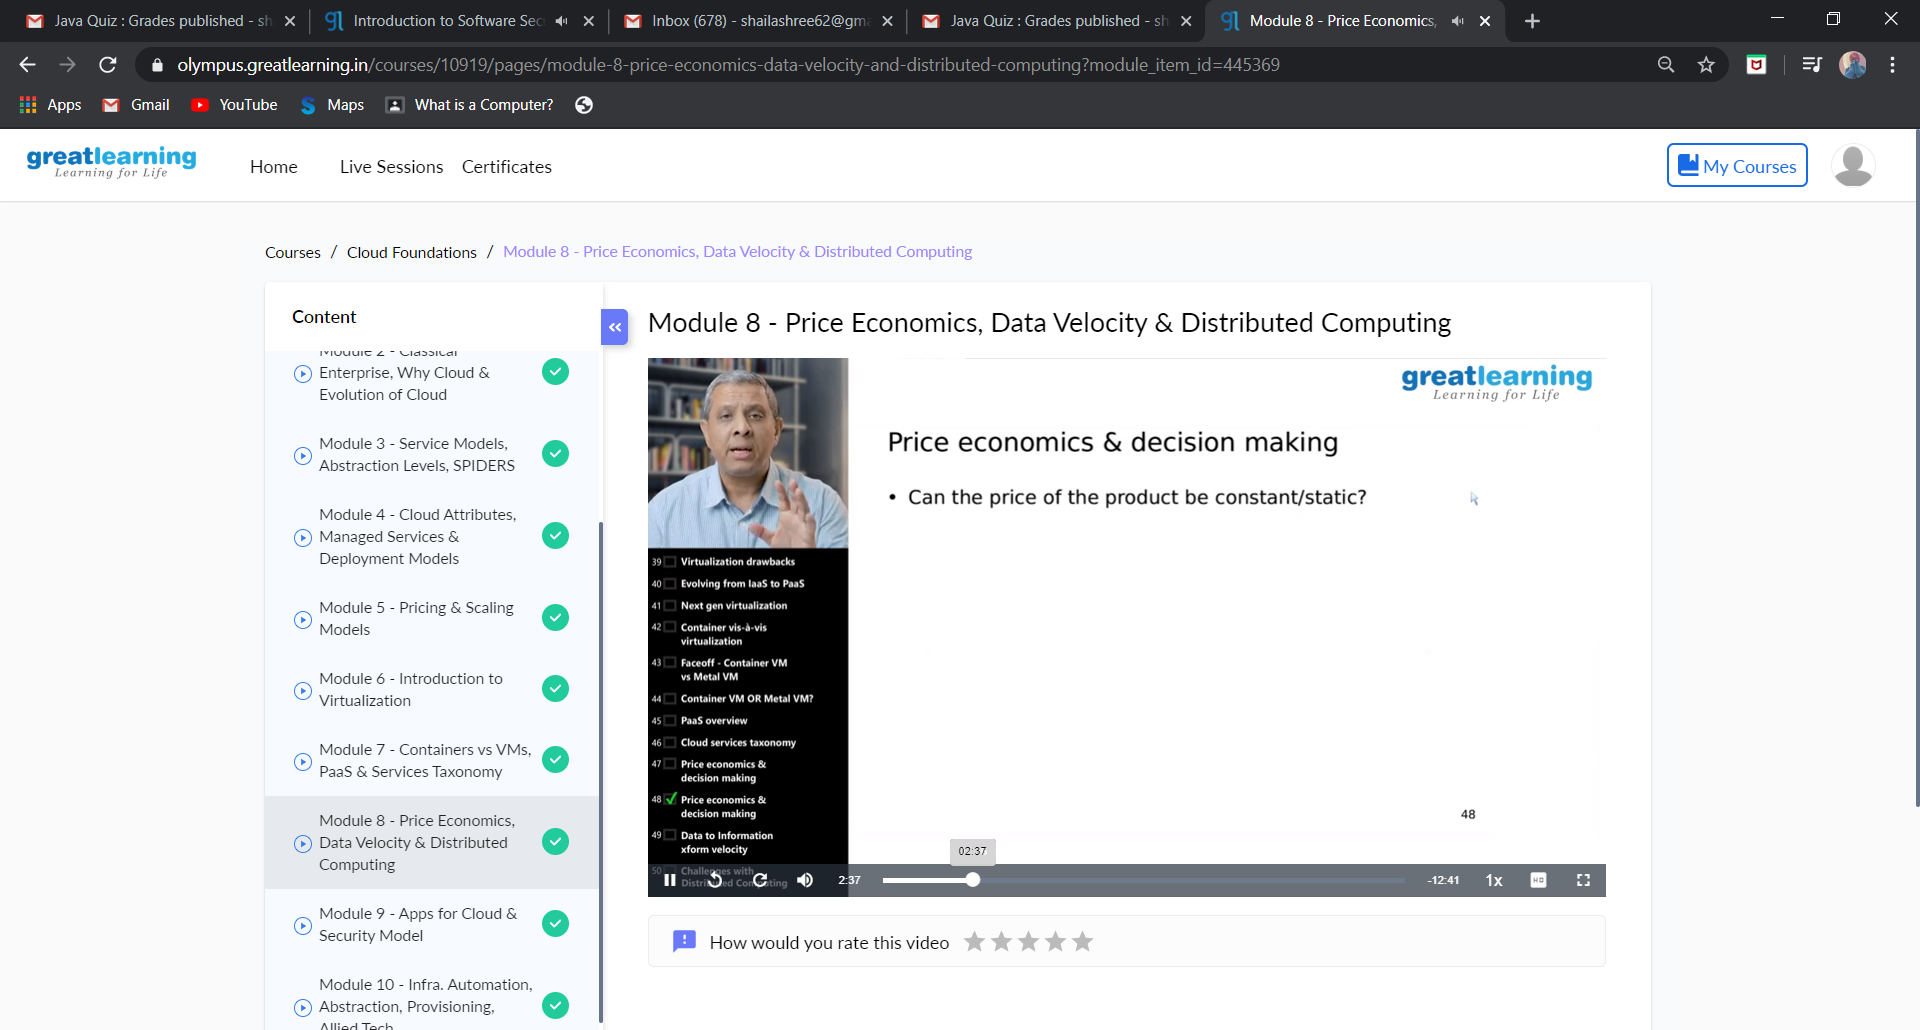 Java Quiz : Grades published - sh
Introduction to Software Sec
Inbox (678) - shailashree62@gma
Java Quiz : Grades published - sh
Module 8 - Price Economics,
olympus.greatlearning.in/courses/10919/pages/module-8-price-economics-data-velocity-and-distributed-computing?module_item_id=445369
Apps
Gmail
YouTube
Maps
What is a Computer?
greatlearning
Learning for Life
Home
Live Sessions
Certificates
My Courses
Courses / Cloud Foundations / Module 8 - Price Economics, Data Velocity & Distributed Computing
Content
Module 2 - Classical
Enterprise, Why Cloud &
Evolution of Cloud
Module 3 - Service Models,
Abstraction Levels, SPIDERS
Module 4 - Cloud Attributes,
Managed Services &
Deployment Models
Module 5 - Pricing & Scaling
Models
Module 6 - Introduction to
Virtualization
Module 7 - Containers vs VMs,
PaaS & Services Taxonomy
Module 8 - Price Economics,
Data Velocity & Distributed
Computing
Module 9 - Apps for Cloud &
Security Model
Module 10 - Infra. Automation,
Abstraction, Provisioning,
Allied Tech
Module 8 - Price Economics, Data Velocity & Distributed Computing
greatlearning
Learning for Life
Price economics & decision making
• Can the price of the product be constant/static?
39 Virtualization drawbacks
40 Evolving from IaaS to PaaS
41 Next gen virtualization
42 Container vis-à-vis
virtualization
43 Faceoff - Container VM
vs Metal VM
44 Container VM OR Metal VM?
45 PaaS overview
46 Cloud services taxonomy
47 Price economics &
decision making
48 Price economics &
decision making
49 Data to Information
xform velocity
50 Challenges with
Distributed Computing
48
02:37
2:37
-12:41
1x
HD
How would you rate this video